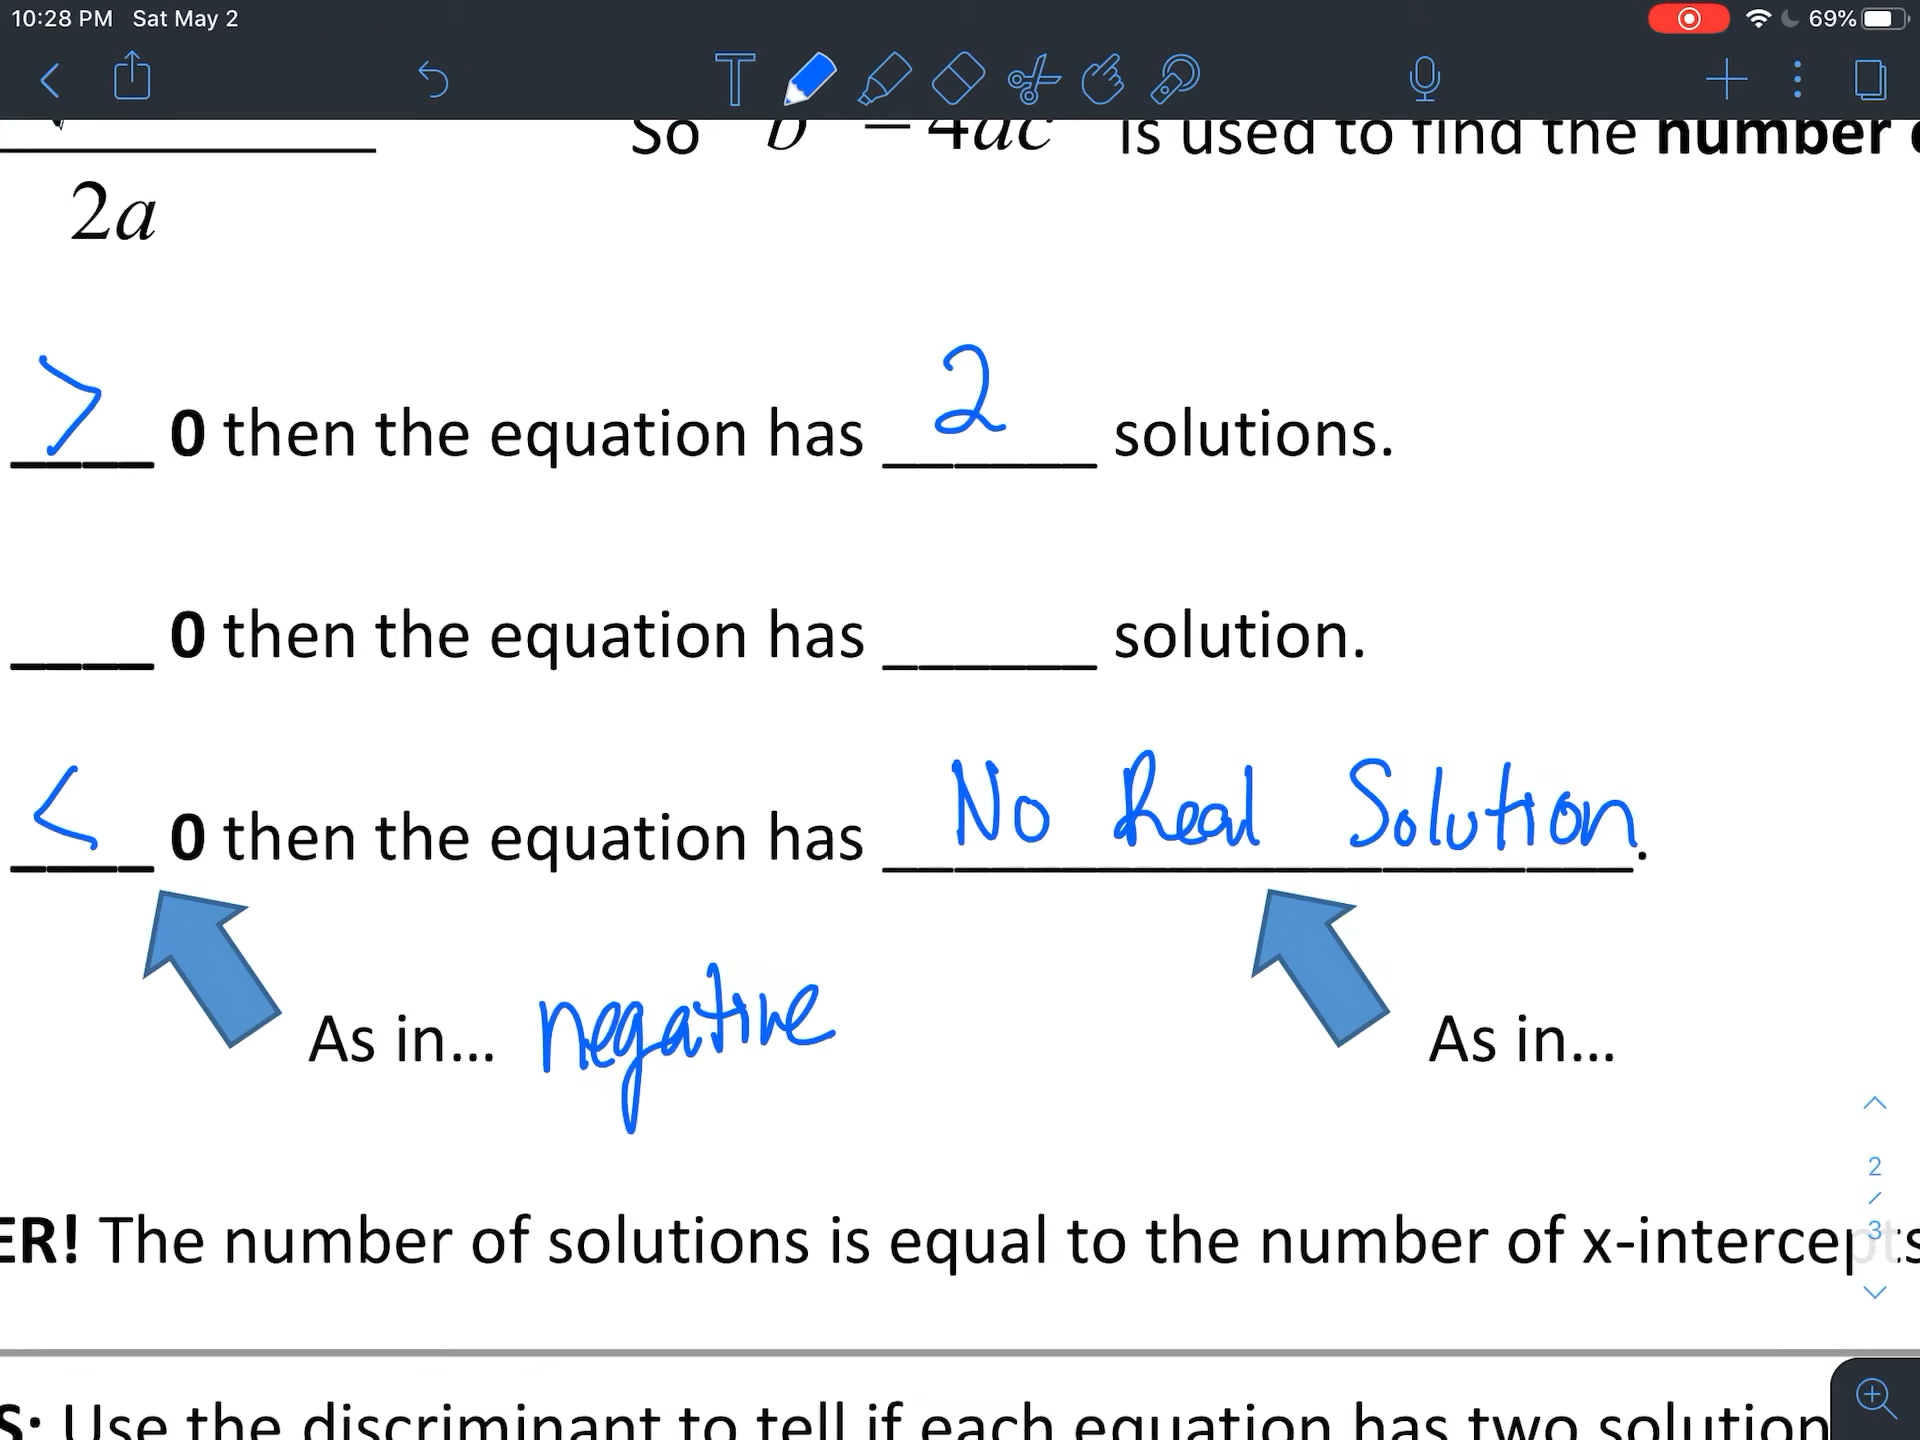 10:28 PM Sat May 2
69%
So b − 4ac is used to find the number
2a
> 0 then the equation has 2 solutions.
____ 0 then the equation has ______ solution.
< 0 then the equation has No Real Solution.
As in... negative As in...
2
/
3
ER! The number of solutions is equal to the number of x-intercepts
S: Use the discriminant to tell if each equation has two solution